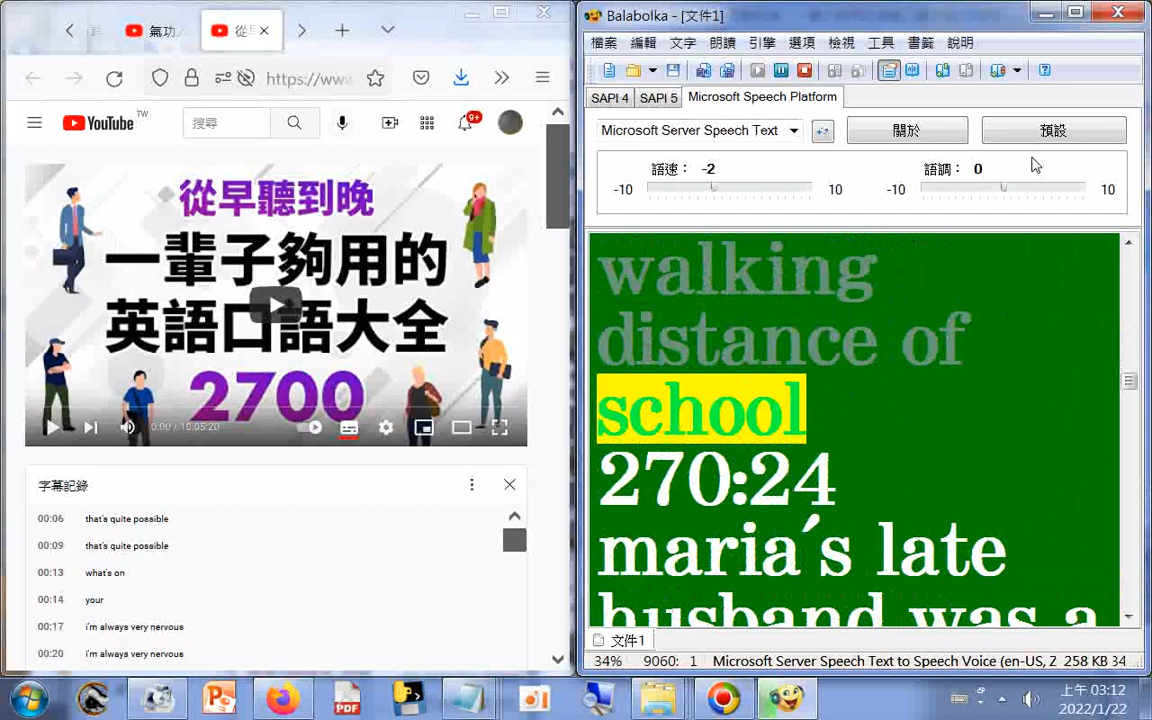 氣功
從
https://www
YouTube TW
搜尋
9+
從早聽到晚
一輩子夠用的
英語口語大全
2700
0:00 / 10:05:20
字幕記錄
00:06 that's quite possible
00:09 that's quite possible
00:13 what's on
00:14 your
00:17 i'm always very nervous
00:20 i'm always very nervous
Balabolka - [文件1]
檔案 編輯 文字 朗讀 引擎 選項 檢視 工具 書籤 說明
SAPI 4 SAPI 5 Microsoft Speech Platform
Microsoft Server Speech Text 關於 預設
語速： -2 語調： 0
-10 10 -10 10
walking
distance of
school
270:24
maria´s late
husband was a
文件1
34% 9060: 1 Microsoft Server Speech Text to Speech Voice (en-US, Z 258 KB 34
PDF
上午 03:12
2022/1/22